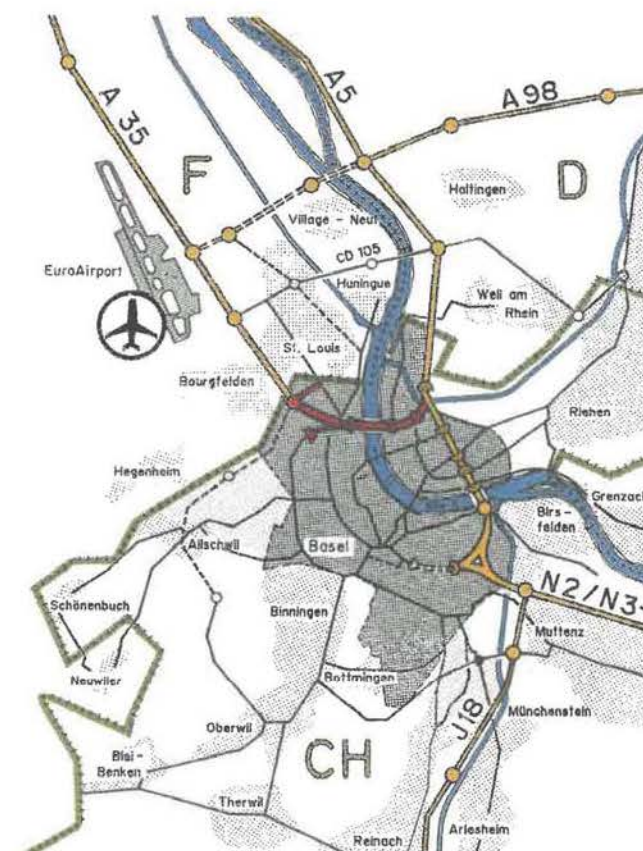 A 35
A5
A 98
F
D
Haltingen
Village - Neuf
CD 105
EuroAirport
Huningue
Weil am
Rhein
St. Louis
Bourgfelden
Riehen
Hegenheim
Grenzach
Birs-
felden
Allschwil
Basel
N2/N3
Schönenbuch
Binningen
Muttenz
Neuwiler
Bottmingen
J18
Münchenstein
Oberwil
Biel-
Benken
CH
Therwil
Reinach
Arlesheim